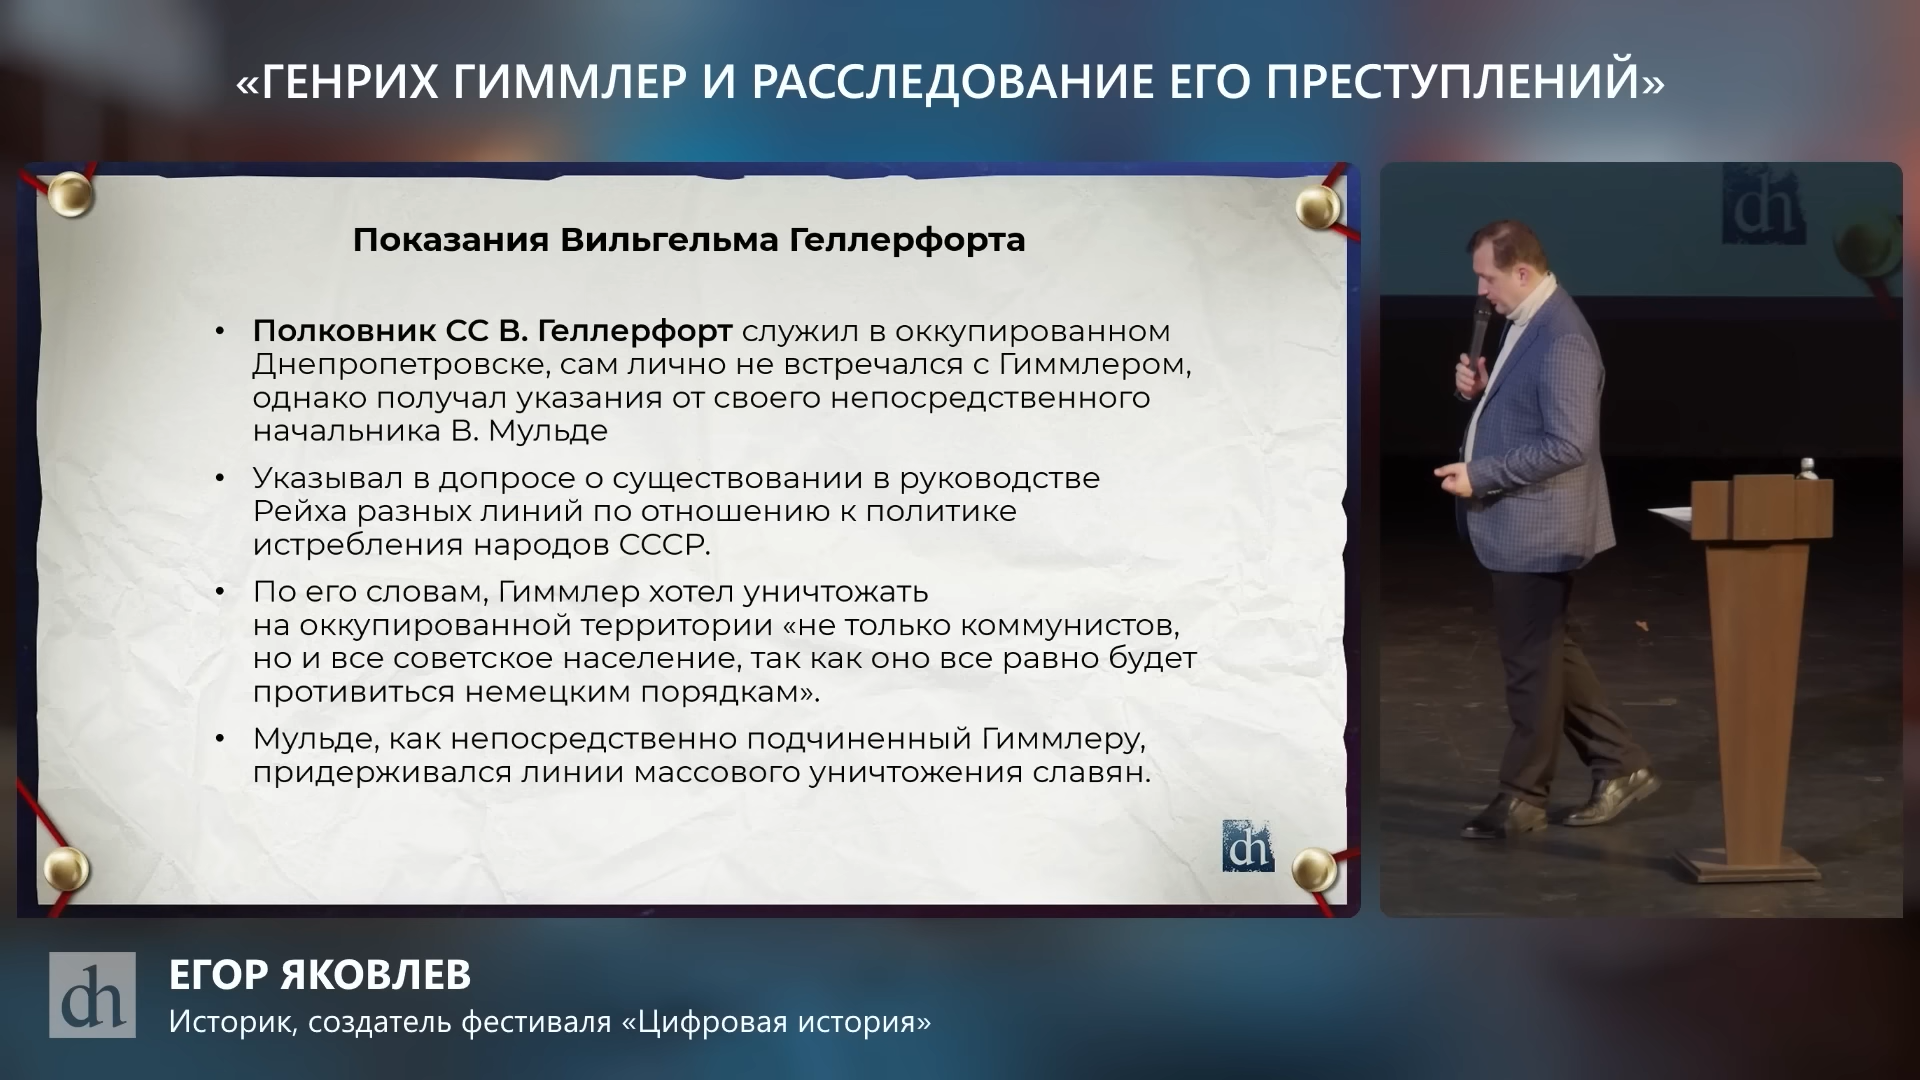 «ГЕНРИХ ГИММЛЕР И РАССЛЕДОВАНИЕ ЕГО ПРЕСТУПЛЕНИЙ»
Показания Вильгельма Геллерфорта
• Полковник СС В. Геллерфорт служил в оккупированном
Днепропетровске, сам лично не встречался с Гиммлером,
однако получал указания от своего непосредственного
начальника В. Мульде
• Указывал в допросе о существовании в руководстве
Рейха разных линий по отношению к политике
истребления народов СССР.
• По его словам, Гиммлер хотел уничтожать
на оккупированной территории «не только коммунистов,
но и все советское население, так как оно все равно будет
противиться немецким порядкам».
• Мульде, как непосредственно подчиненный Гиммлеру,
придерживался линии массового уничтожения славян.
dh
dh
dh
ЕГОР ЯКОВЛЕВ
Историк, создатель фестиваля «Цифровая история»